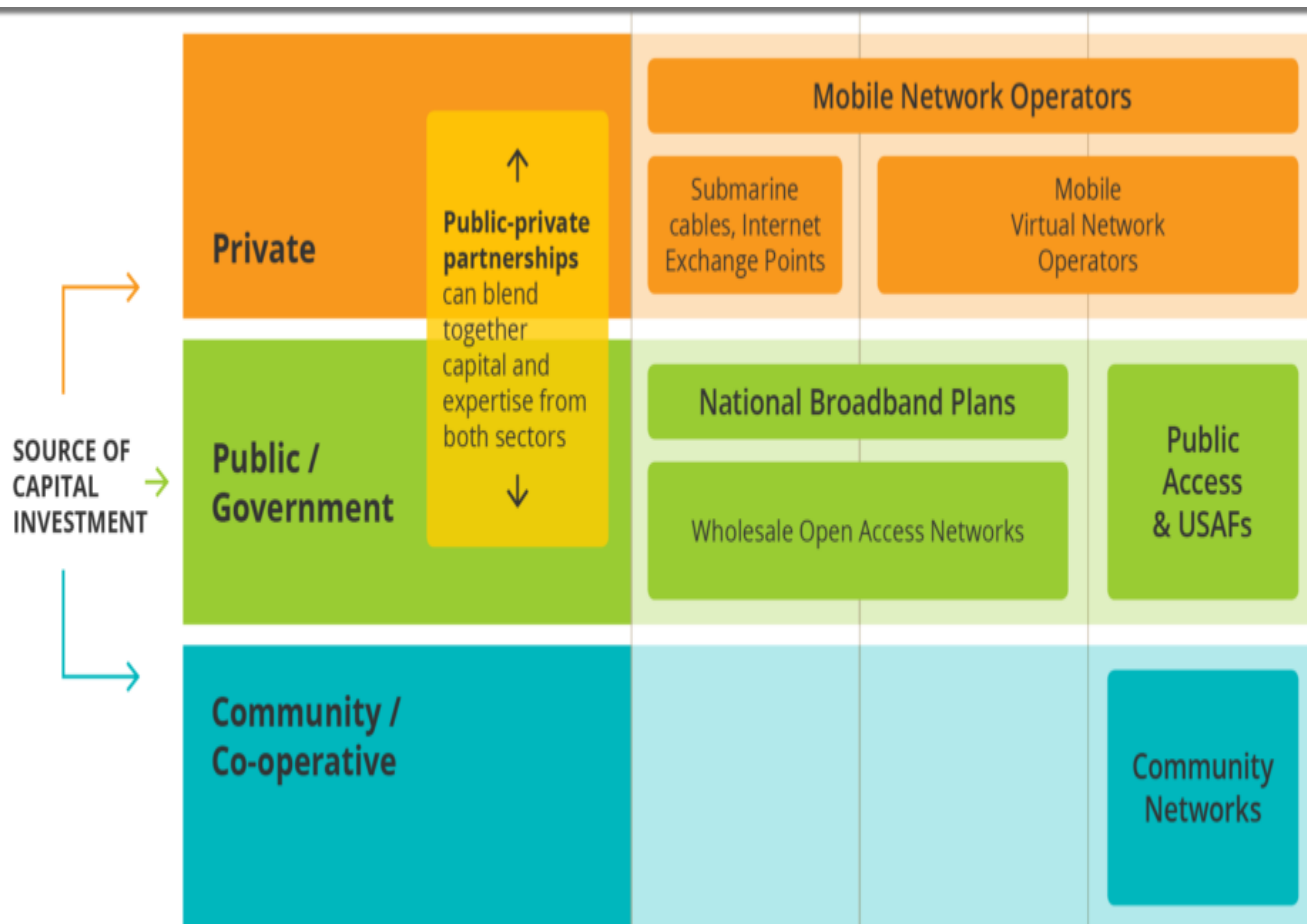 SOURCE OF
CAPITAL
INVESTMENT
Private
Public-private
partnerships
can blend
together
capital and
expertise from
both sectors
Mobile Network Operators
Submarine
cables, Internet
Exchange Points
Mobile
Virtual Network
Operators
Public /
Government
National Broadband Plans
Wholesale Open Access Networks
Public
Access
& USAFs
Community /
Co-operative
Community
Networks